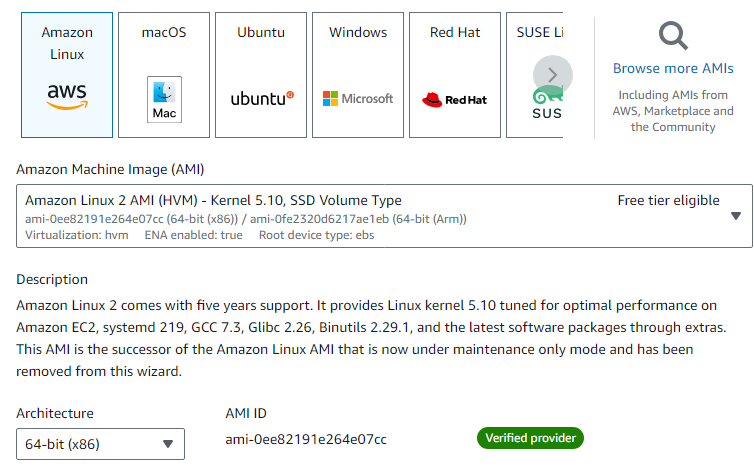 Amazon Linux
aws
macOS
Mac
Ubuntu
ubuntu
Windows
Microsoft
Red Hat
Red Hat
SUSE Li
SUS
Browse more AMIs
Including AMIs from
AWS, Marketplace and
the Community
Amazon Machine Image (AMI)
Amazon Linux 2 AMI (HVM) - Kernel 5.10, SSD Volume Type
Free tier eligible
ami-0ee82191e264e07cc (64-bit (x86)) / ami-0fe2320d6217ae1eb (64-bit (Arm))
Virtualization: hvm ENA enabled: true Root device type: ebs
Description
Amazon Linux 2 comes with five years support. It provides Linux kernel 5.10 tuned for optimal performance on
Amazon EC2, systemd 219, GCC 7.3, Glibc 2.26, Binutils 2.29.1, and the latest software packages through extras.
This AMI is the successor of the Amazon Linux AMI that is now under maintenance only mode and has been
removed from this wizard.
Architecture
64-bit (x86)
AMI ID
ami-0ee82191e264e07cc
Verified provider